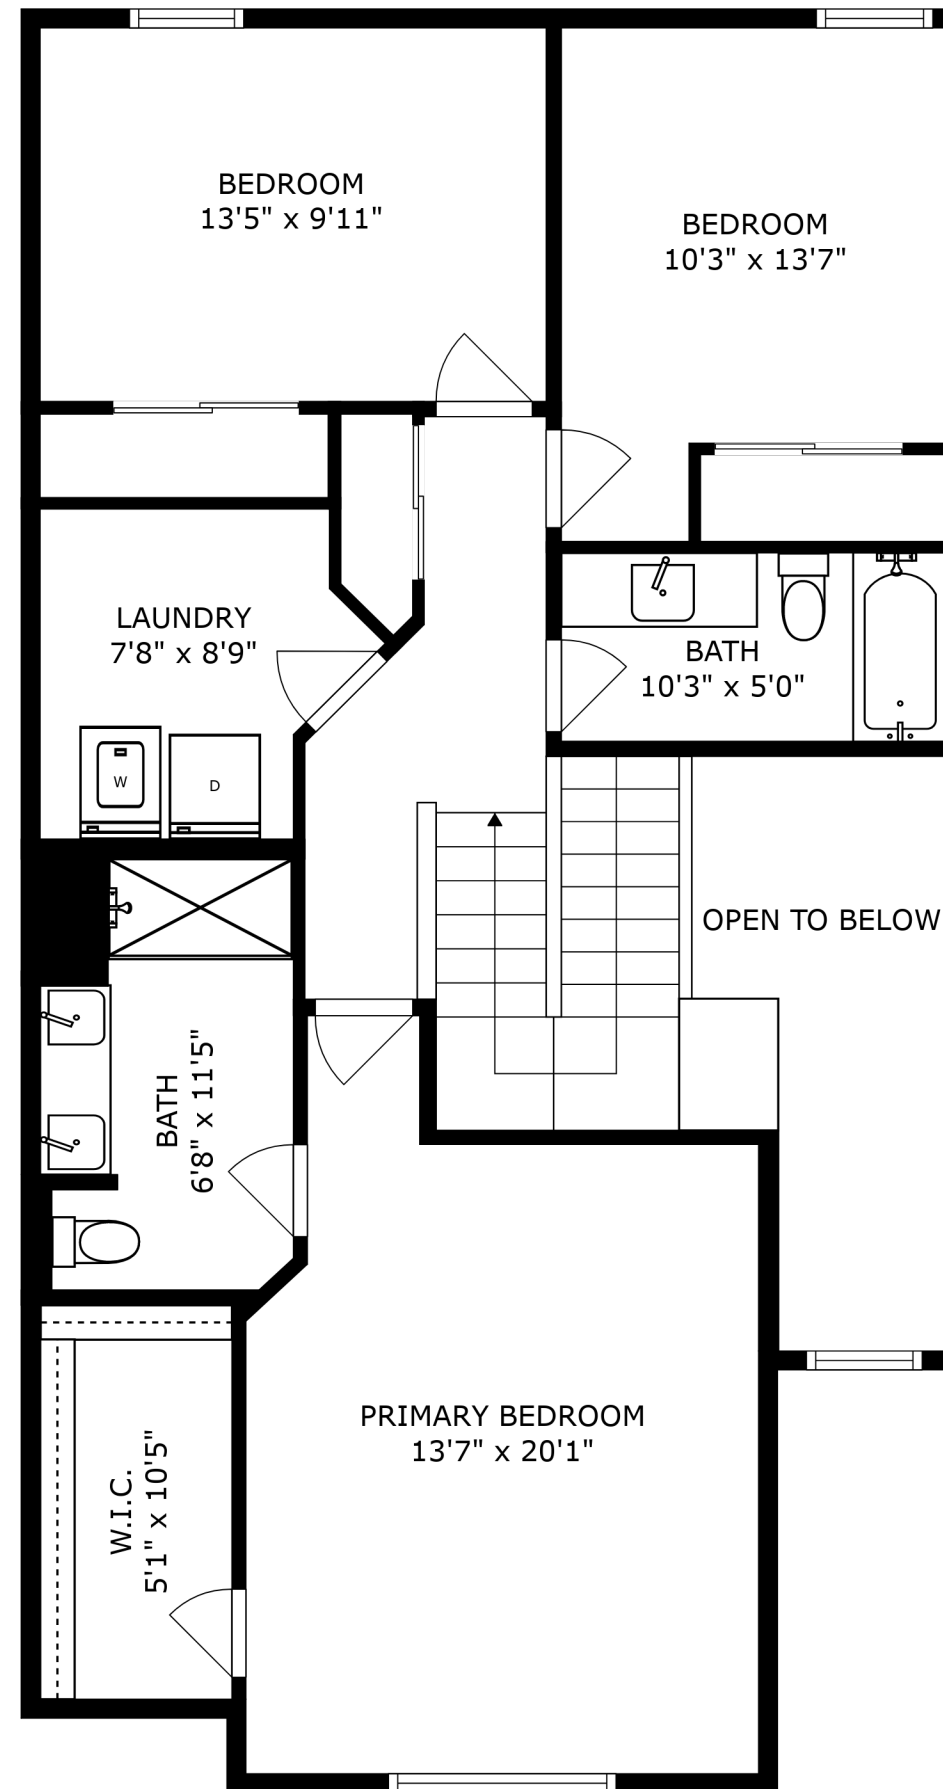 BEDROOM
13'5" x 9'11"
BEDROOM
10'3" x 13'7"
LAUNDRY
7'8" x 8'9"
BATH
10'3" x 5'0"
W
D
OPEN TO BELOW
BATH
6'8" x 11'5"
PRIMARY BEDROOM
13'7" x 20'1"
W.I.C.
5'1" x 10'5"